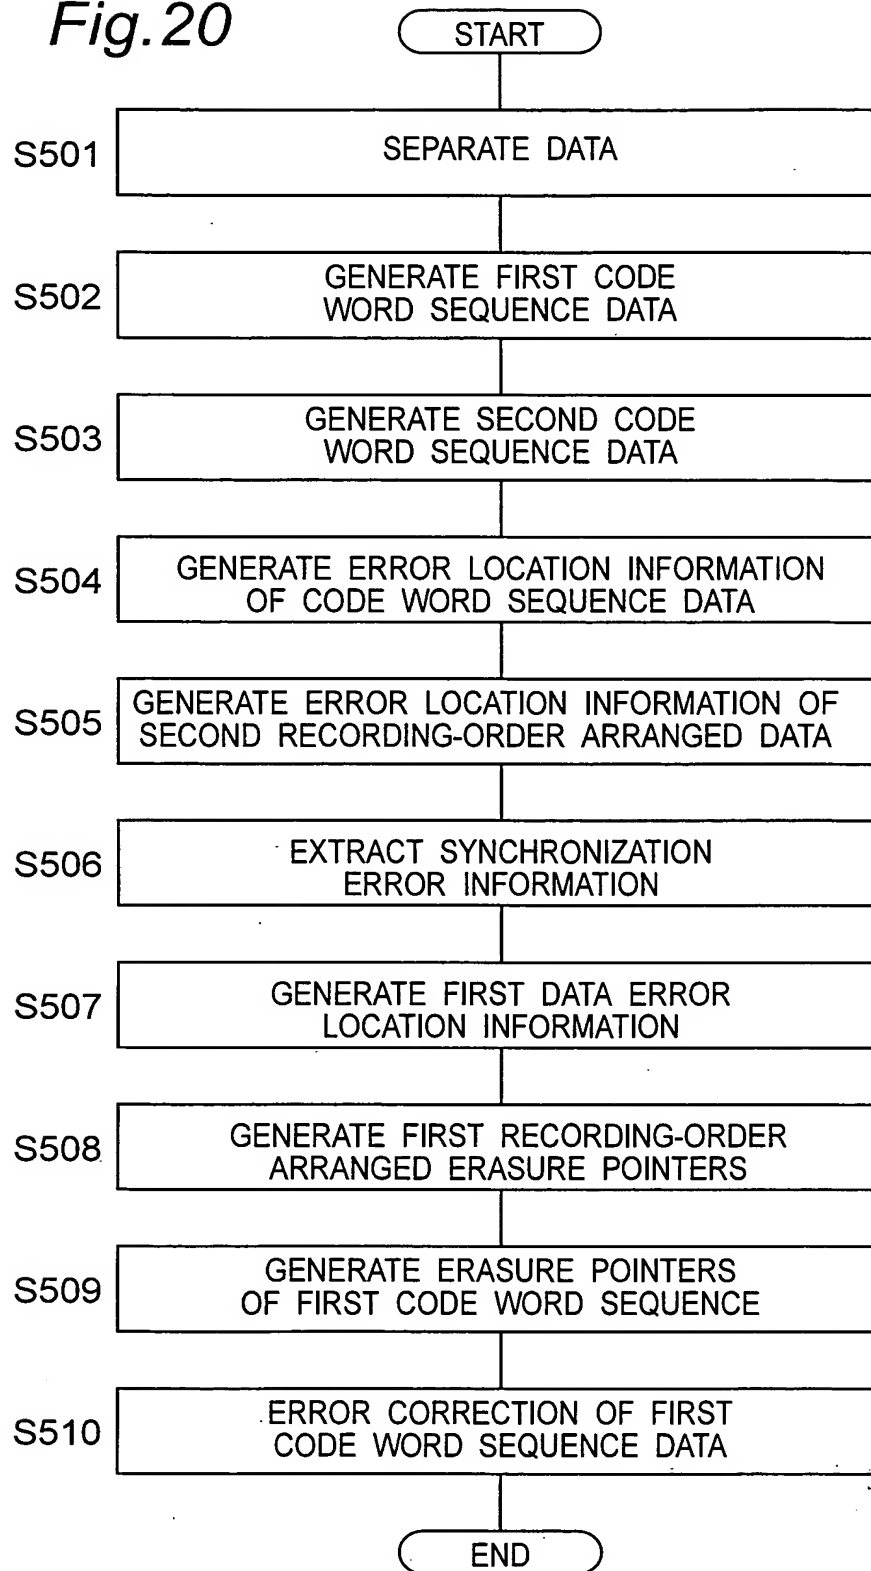 Fig.20
START
S501
SEPARATE DATA
S502
GENERATE FIRST CODE
WORD SEQUENCE DATA
S503
GENERATE SECOND CODE
WORD SEQUENCE DATA
S504
GENERATE ERROR LOCATION INFORMATION
OF CODE WORD SEQUENCE DATA
S505
GENERATE ERROR LOCATION INFORMATION OF
SECOND RECORDING-ORDER ARRANGED DATA
S506
EXTRACT SYNCHRONIZATION
ERROR INFORMATION
S507
GENERATE FIRST DATA ERROR
LOCATION INFORMATION
S508
GENERATE FIRST RECORDING-ORDER
ARRANGED ERASURE POINTERS
S509
GENERATE ERASURE POINTERS
OF FIRST CODE WORD SEQUENCE
S510
ERROR CORRECTION OF FIRST
CODE WORD SEQUENCE DATA
END